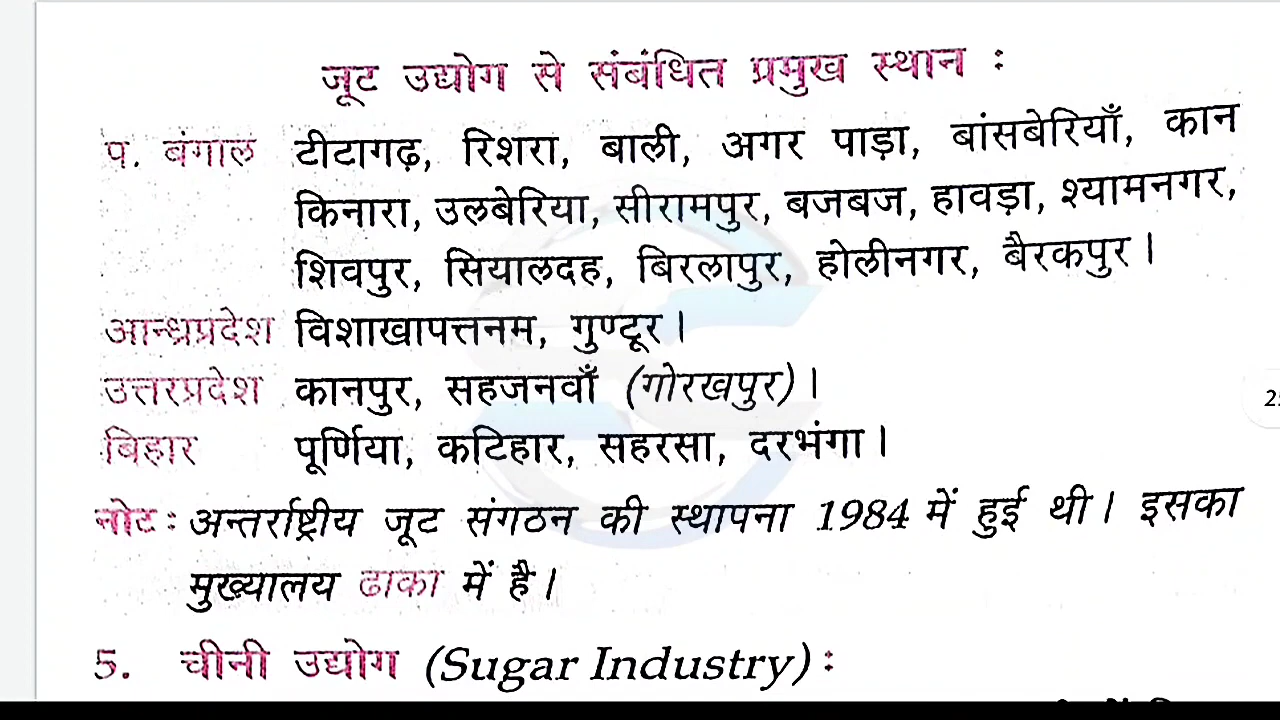 जूट उद्योग से संबंधित प्रमुख स्थान :
प. बंगाल टीटागढ़, रिशरा, बाली, अगर पाड़ा, बांसबेरियाँ, कान
किनारा, उलबेरिया, सीरामपुर, बजबज, हावड़ा, श्यामनगर,
शिवपुर, सियालदह, बिरलापुर, होलीनगर, बैरकपुर।
आन्ध्रप्रदेश विशाखापत्तनम, गुण्टूर।
उत्तरप्रदेश कानपुर, सहजनवाँ (गोरखपुर)।
बिहार पूर्णिया, कटिहार, सहरसा, दरभंगा।
नोट : अन्तर्राष्ट्रीय जूट संगठन की स्थापना 1984 में हुई थी। इसका
मुख्यालय ढाका में है।
5. चीनी उद्योग (Sugar Industry) :